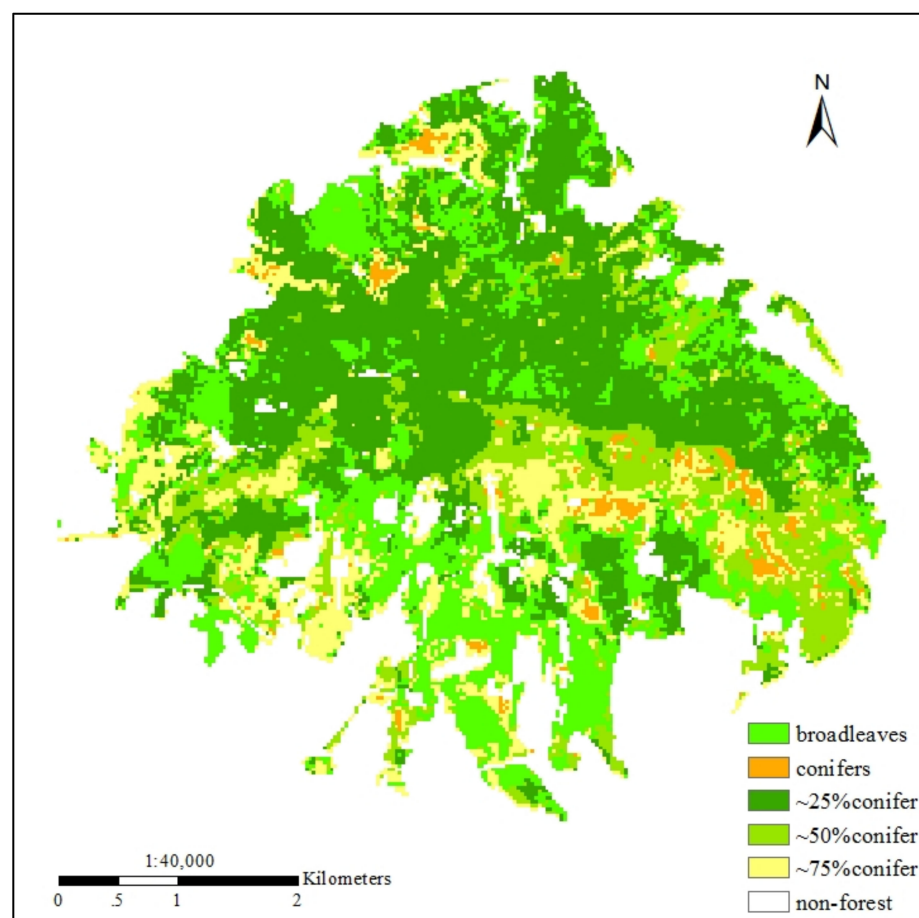 N
broadleaves
conifers
~25%conifer
~50%conifer
~75%conifer
non-forest
1:40,000
Kilometers
0 .5 1 2